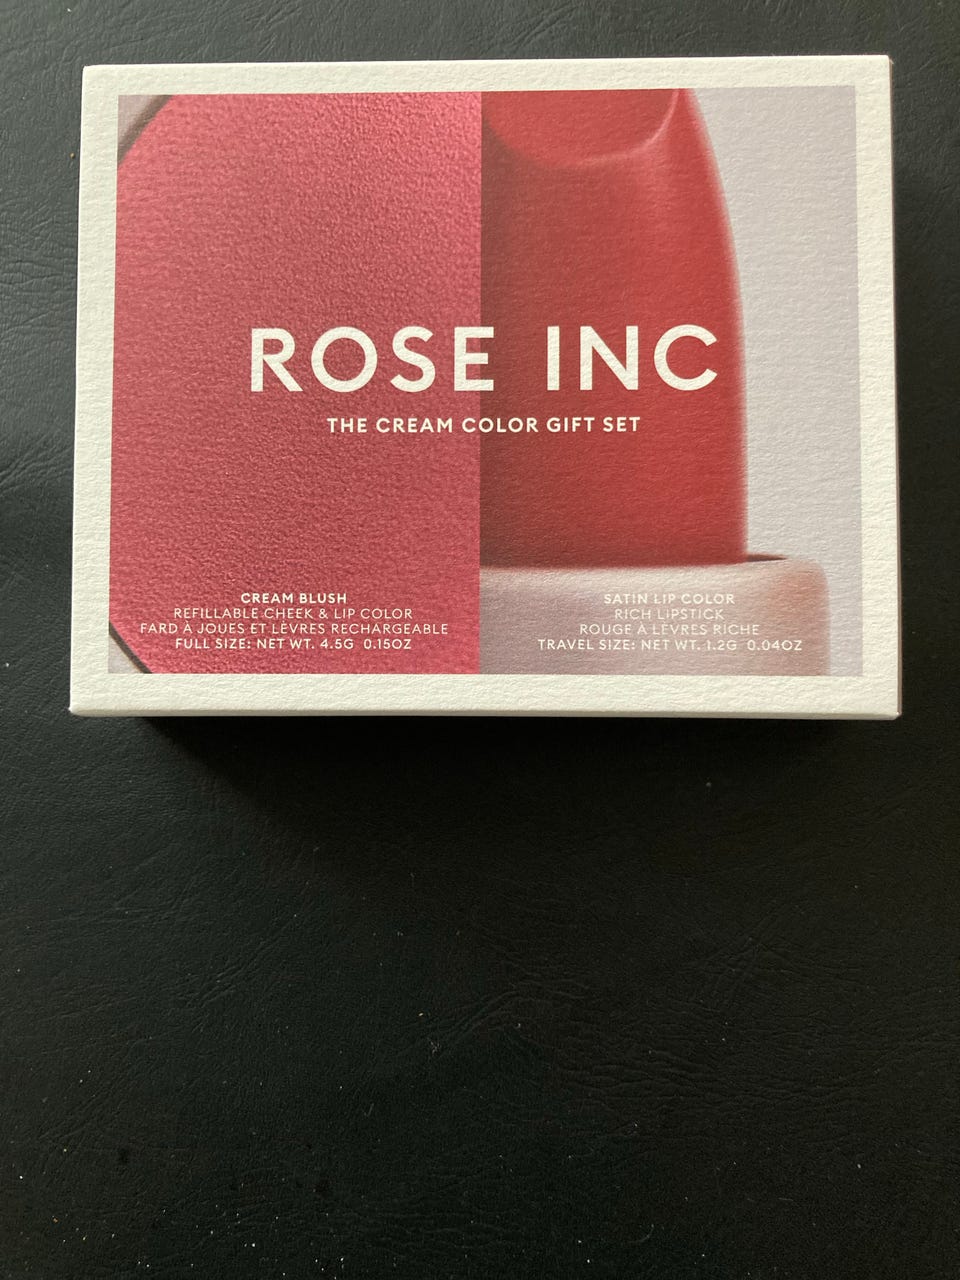 ROSE INC
THE CREAM COLOR GIFT SET
CREAM BLUSH
REFILLABLE CHEEK & LIP COLOR
FARD À JOUES ET LÈVRES RECHARGEABLE
FULL SIZE: NET WT. 4.5G 0.15OZ
SATIN LIP COLOR
RICH LIPSTICK
ROUGE À LÈVRES RICHE
TRAVEL SIZE: NET WT. 1.2G 0.04OZ